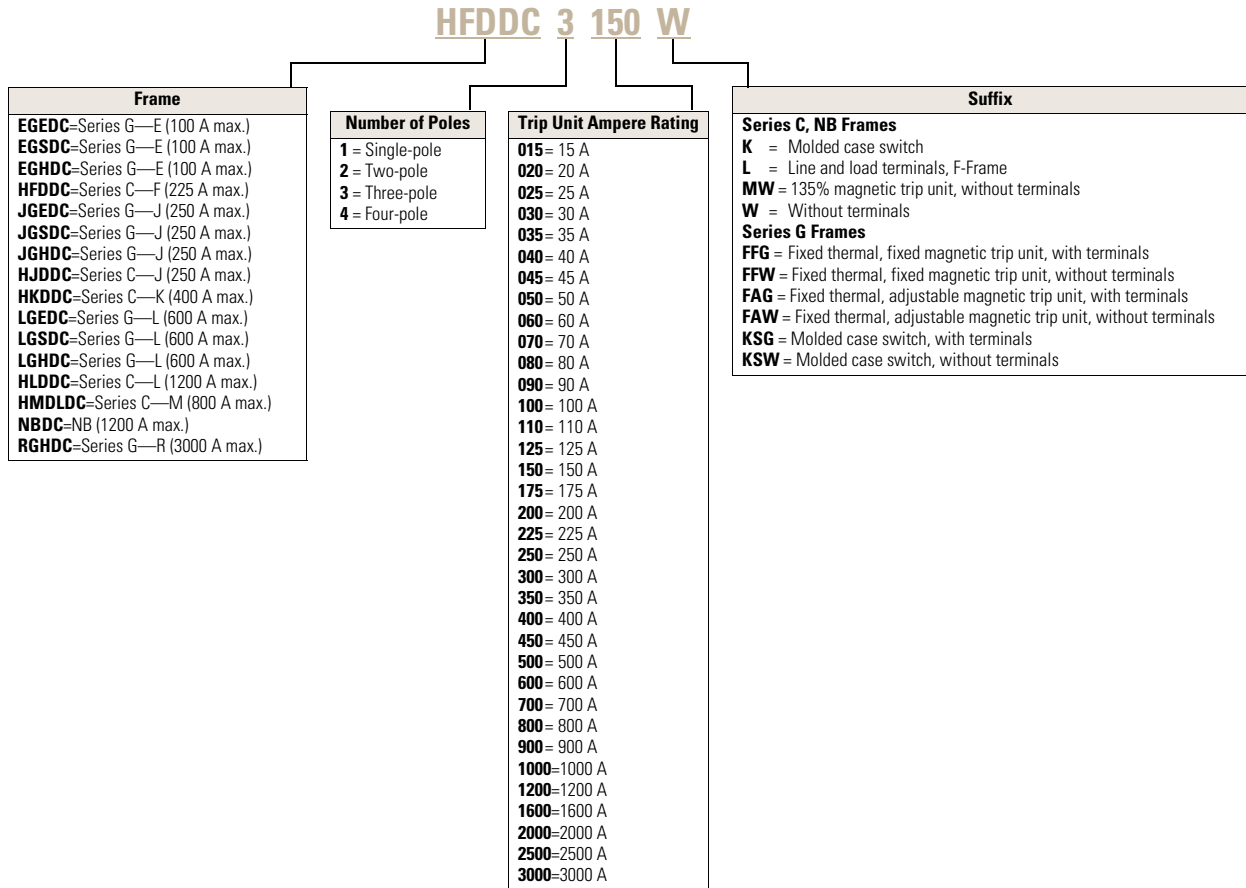 HFDDC 3 150 W
Frame
EGEDC=Series G—E (100 A max.)
EGSDC=Series G—E (100 A max.)
EGHDC=Series G—E (100 A max.)
HFDDC=Series C—F (225 A max.)
JGEDC=Series G—J (250 A max.)
JGSDC=Series G—J (250 A max.)
JGHDC=Series G—J (250 A max.)
HJDDC=Series C—J (250 A max.)
HKDDC=Series C—K (400 A max.)
LGEDC=Series G—L (600 A max.)
LGSDC=Series G—L (600 A max.)
LGHDC=Series G—L (600 A max.)
HLDDC=Series C—L (1200 A max.)
HMDLDC=Series C—M (800 A max.)
NBDC=NB (1200 A max.)
RGHDC=Series G—R (3000 A max.)
Number of Poles
1 = Single-pole
2 = Two-pole
3 = Three-pole
4 = Four-pole
Trip Unit Ampere Rating
015 = 15 A
020 = 20 A
025 = 25 A
030 = 30 A
035 = 35 A
040 = 40 A
045 = 45 A
050 = 50 A
060 = 60 A
070 = 70 A
080 = 80 A
090 = 90 A
100 = 100 A
110 = 110 A
125 = 125 A
150 = 150 A
175 = 175 A
200 = 200 A
225 = 225 A
250 = 250 A
300 = 300 A
350 = 350 A
400 = 400 A
450 = 450 A
500 = 500 A
600 = 600 A
700 = 700 A
800 = 800 A
900 = 900 A
1000=1000 A
1200=1200 A
1600=1600 A
2000=2000 A
2500=2500 A
3000=3000 A
Suffix
Series C, NB Frames
K = Molded case switch
L = Line and load terminals, F-Frame
MW = 135% magnetic trip unit, without terminals
W = Without terminals
Series G Frames
FFG = Fixed thermal, fixed magnetic trip unit, with terminals
FFW = Fixed thermal, fixed magnetic trip unit, without terminals
FAG = Fixed thermal, adjustable magnetic trip unit, with terminals
FAW = Fixed thermal, adjustable magnetic trip unit, without terminals
KSG = Molded case switch, with terminals
KSW = Molded case switch, without terminals